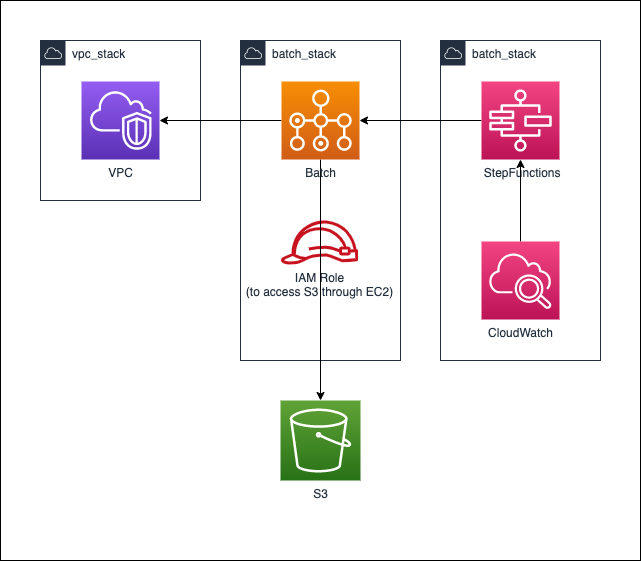 vpc_stack
batch_stack
batch_stack
VPC
Batch
StepFunctions
IAM Role
(to access S3 through EC2)
CloudWatch
S3